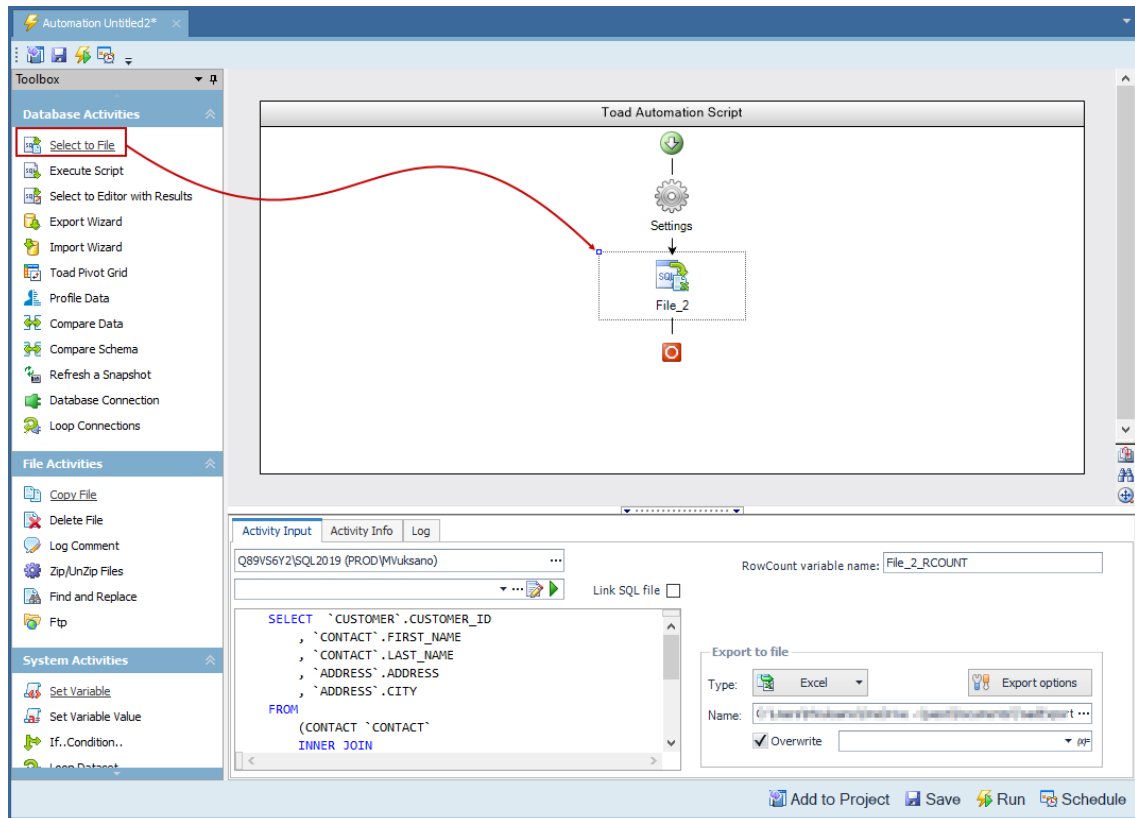 Automation Untitled2*
Toolbox
Database Activities
Select to File
Execute Script
Select to Editor with Results
Export Wizard
Import Wizard
Toad Pivot Grid
Profile Data
Compare Data
Compare Schema
Refresh a Snapshot
Database Connection
Loop Connections
File Activities
Copy File
Delete File
Log Comment
Zip/UnZip Files
Find and Replace
Ftp
System Activities
Set Variable
Set Variable Value
If..Condition..
Loop Dataset
Toad Automation Script
Settings
SQL
File_2
Activity Input Activity Info Log
Q89VS6Y2\SQL2019 (PROD\MVuksano) ...
RowCount variable name: File_2_RCOUNT
Link SQL file
SELECT `CUSTOMER`.CUSTOMER_ID
, `CONTACT`.FIRST_NAME
, `CONTACT`.LAST_NAME
, `ADDRESS`.ADDRESS
, `ADDRESS`.CITY
FROM
(CONTACT `CONTACT`
INNER JOIN
Export to file
Type: Excel Export options
Name: t ...
Overwrite (x)=
Add to Project Save Run Schedule